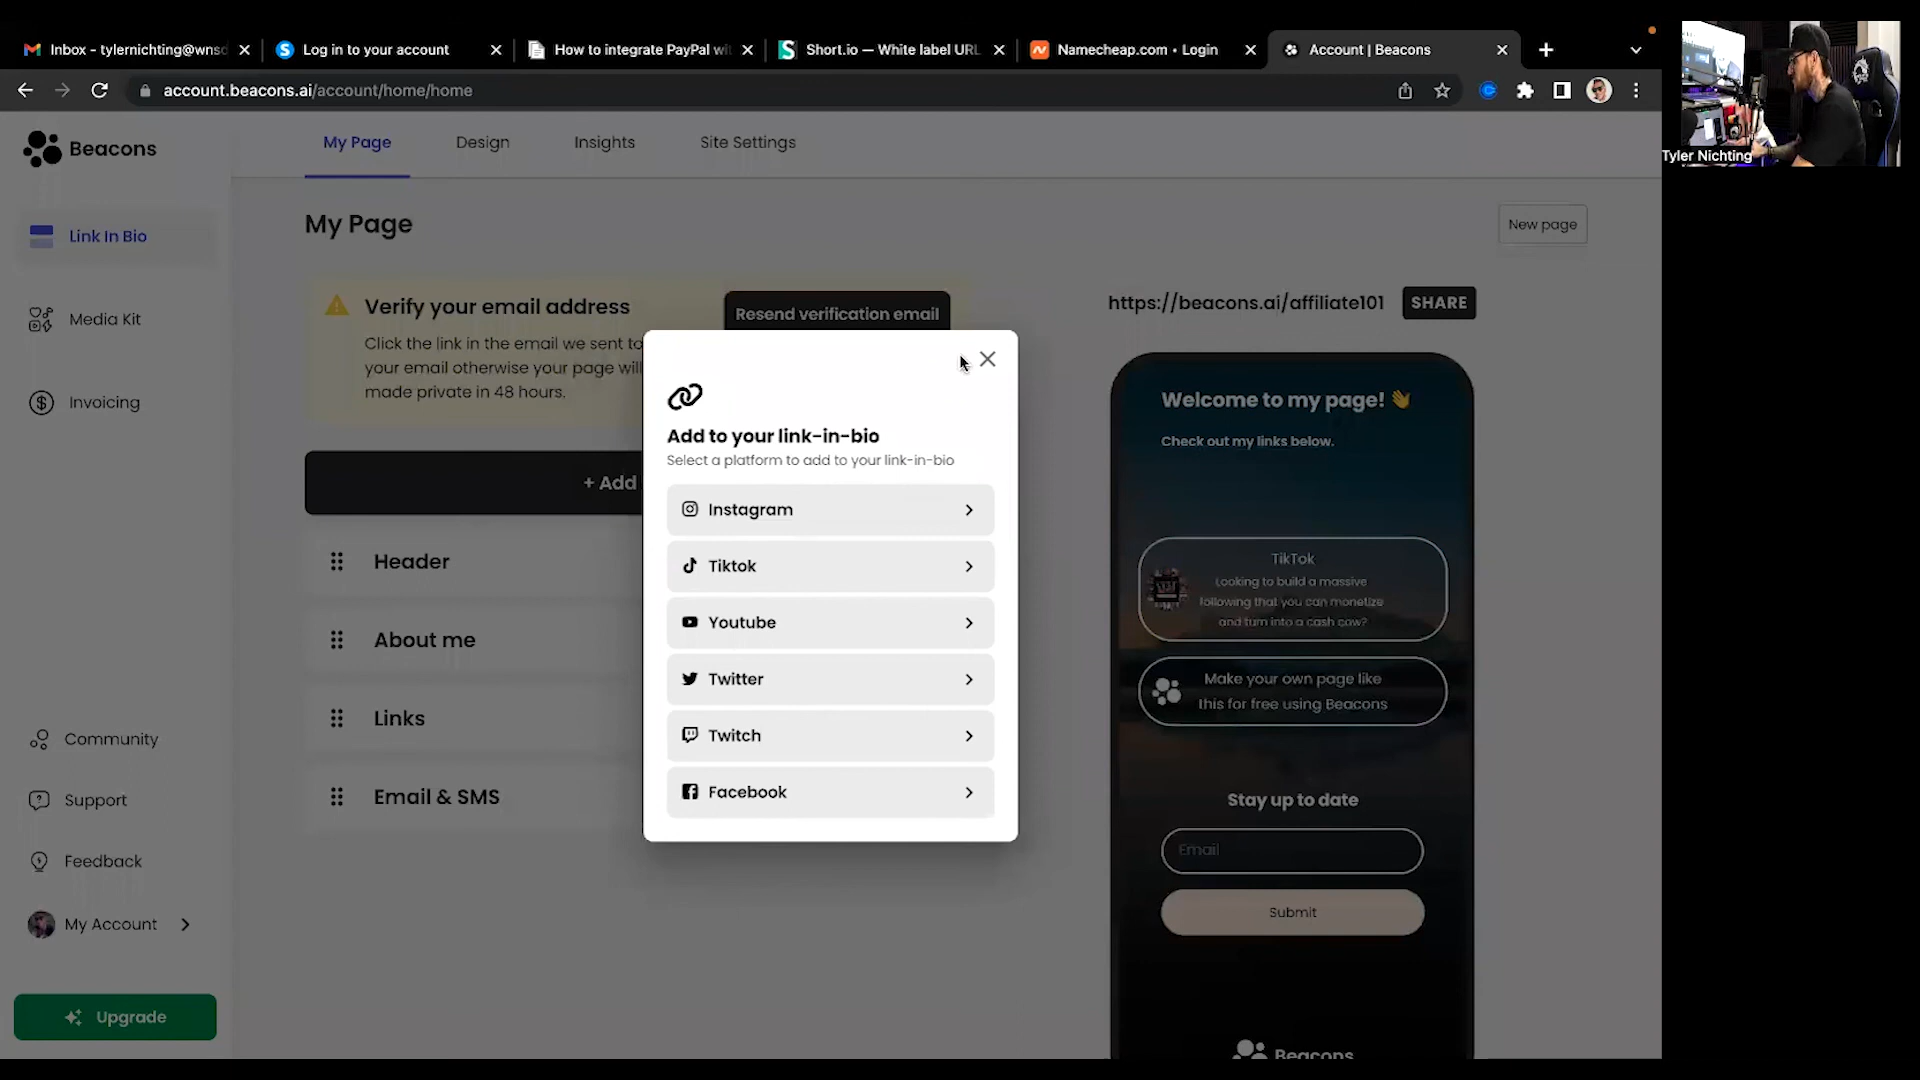 Inbox - tylernichting@wnsc
Log in to your account
How to integrate PayPal wi
Short.io — White label URL
Namecheap.com • Login
Account | Beacons
account.beacons.ai/account/home/home
Tyler Nichting
Beacons
My Page
Design
Insights
Site Settings
Link In Bio
Media Kit
Invoicing
Community
Support
Feedback
My Account
Upgrade
My Page
New page
Verify your email address
Resend verification email
Click the link in the email we sent to
your email otherwise your page will
made private in 48 hours.
+ Add
Header
About me
Links
Email & SMS
Add to your link-in-bio
Select a platform to add to your link-in-bio
Instagram
Tiktok
Youtube
Twitter
Twitch
Facebook
https://beacons.ai/affiliate101
SHARE
Welcome to my page! 👋
Check out my links below.
TikTok
Looking to build a massive
following that you can monetize
and turn into a cash cow?
Make your own page like
this for free using Beacons
Stay up to date
Email
Submit
Beacons